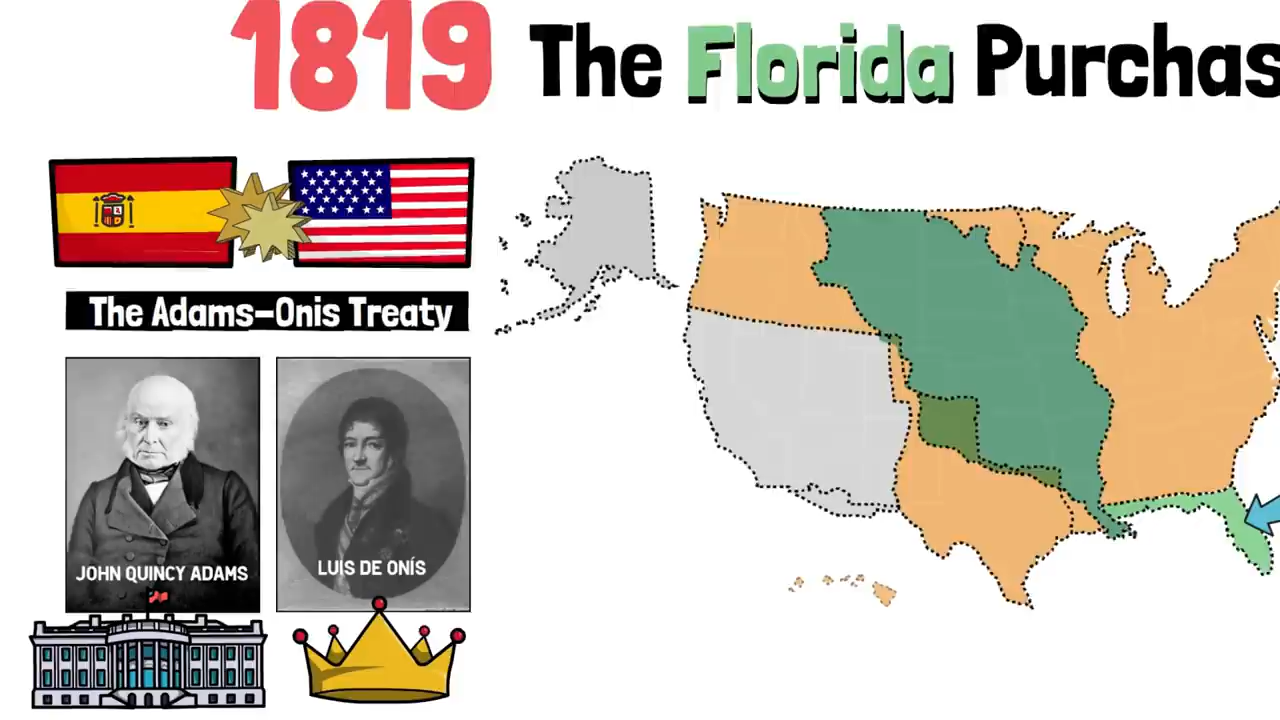 1819 The Florida Purchas
The Adams-Onis Treaty
JOHN QUINCY ADAMS
LUIS DE ONÍS